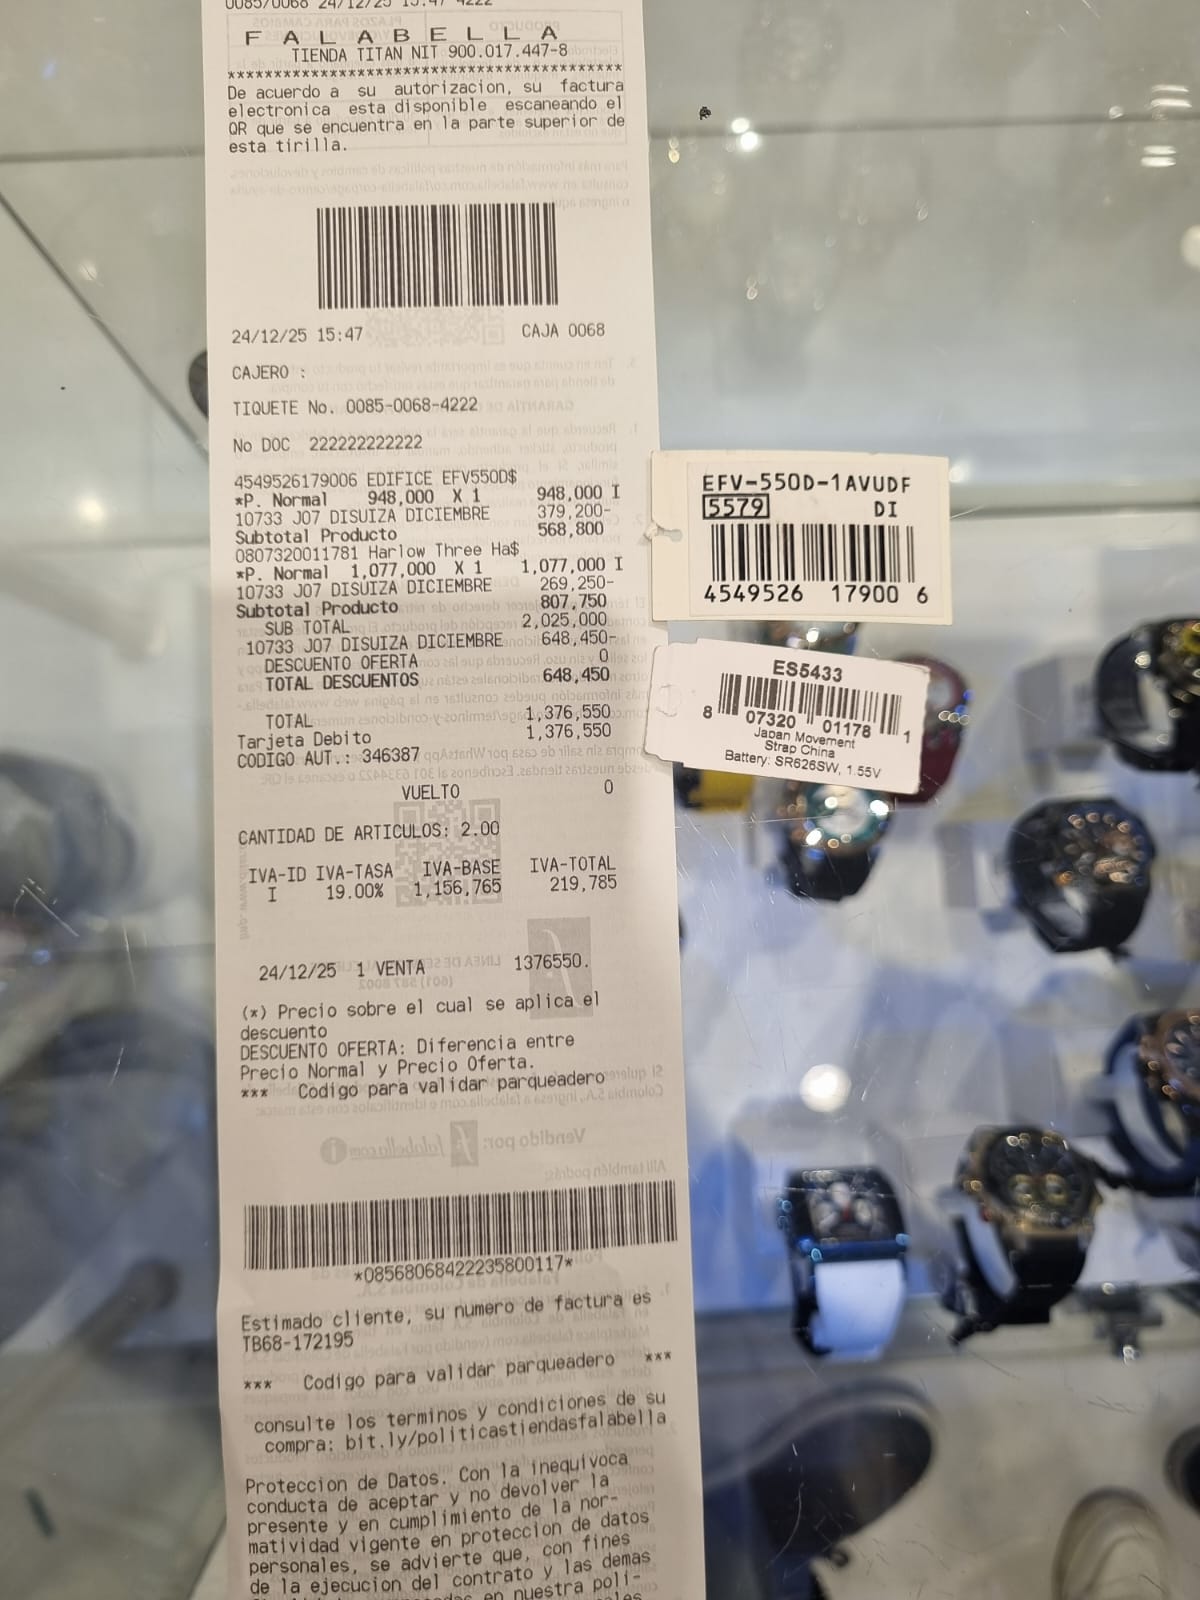 0085/0068 24/12/25 15:47 4222
F A L A B E L L A
TIENDA TITAN NIT 900.017.447-8
******************************************
De acuerdo a su autorizacion, su factura
electronica esta disponible escaneando el
QR que se encuentra en la parte superior de
esta tirilla.
24/12/25 15:47 CAJA 0068
CAJERO :
TIQUETE No. 0085-0068-4222
No DOC 222222222222
4549526179006 EDIFICE EFV550D$
*P. Normal 948,000 X 1 948,000 I
10733 J07 DISUIZA DICIEMBRE 379,200-
Subtotal Producto 568,800
0807320011781 Harlow Three Ha$
*P. Normal 1,077,000 X 1 1,077,000 I
10733 J07 DISUIZA DICIEMBRE 269,250-
Subtotal Producto 807,750
SUB TOTAL 2,025,000
10733 J07 DISUIZA DICIEMBRE 648,450-
DESCUENTO OFERTA 0
TOTAL DESCUENTOS 648,450
TOTAL 1,376,550
Tarjeta Debito 1,376,550
CODIGO AUT.: 346387
VUELTO 0
CANTIDAD DE ARTICULOS: 2.00
IVA-ID IVA-TASA IVA-BASE IVA-TOTAL
I 19.00% 1,156,765 219,785
24/12/25 1 VENTA 1376550.
(*) Precio sobre el cual se aplica el
descuento
DESCUENTO OFERTA: Diferencia entre
Precio Normal y Precio Oferta.
*** Codigo para validar parqueadero
*08568068422235800117*
Estimado cliente, su numero de factura es
TB68-172195
*** Codigo para validar parqueadero ***
consulte los terminos y condiciones de su
compra: bit.ly/politicastiendasfalabella
Proteccion de Datos. Con la inequivoca
conducta de aceptar y no devolver la
presente y en cumplimiento de la nor-
matividad vigente en proteccion de datos
personales, se advierte que, con fines
de la ejecucion del contrato y las demas
en nuestra poli-
EFV-550D-1AVUDF
5579 DI
4549526 17900 6
ES5433
8 07320 01178 1
Japan Movement
Strap China
Battery: SR626SW, 1.55V